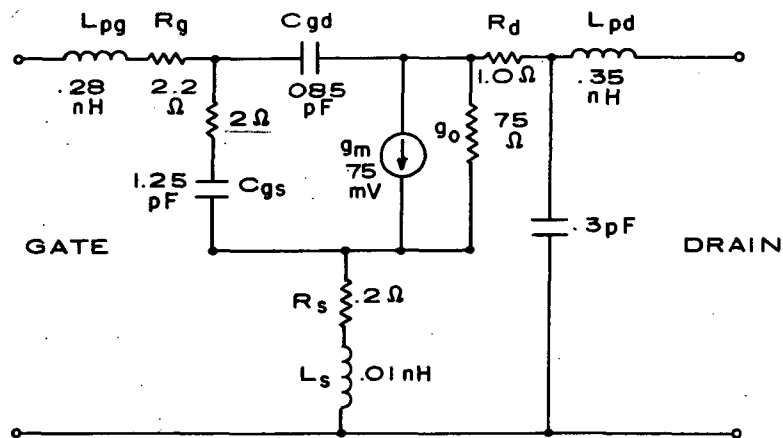 Lpg
Rg
Cgd
Rd
Lpd
.28
nH
2.2
Ω
085
pF
1.0Ω
.35
nH
2Ω
gm
75
mV
go
75
Ω
1.25
pF
Cgs
.3pF
GATE
DRAIN
Rs
.2Ω
Ls
.01nH